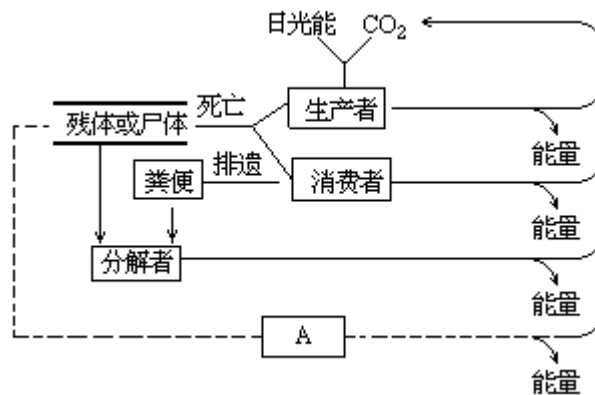 日光能 CO₂
死亡
残体或尸体
生产者
能量
排遗
粪便
消费者
能量
分解者
能量
A
能量